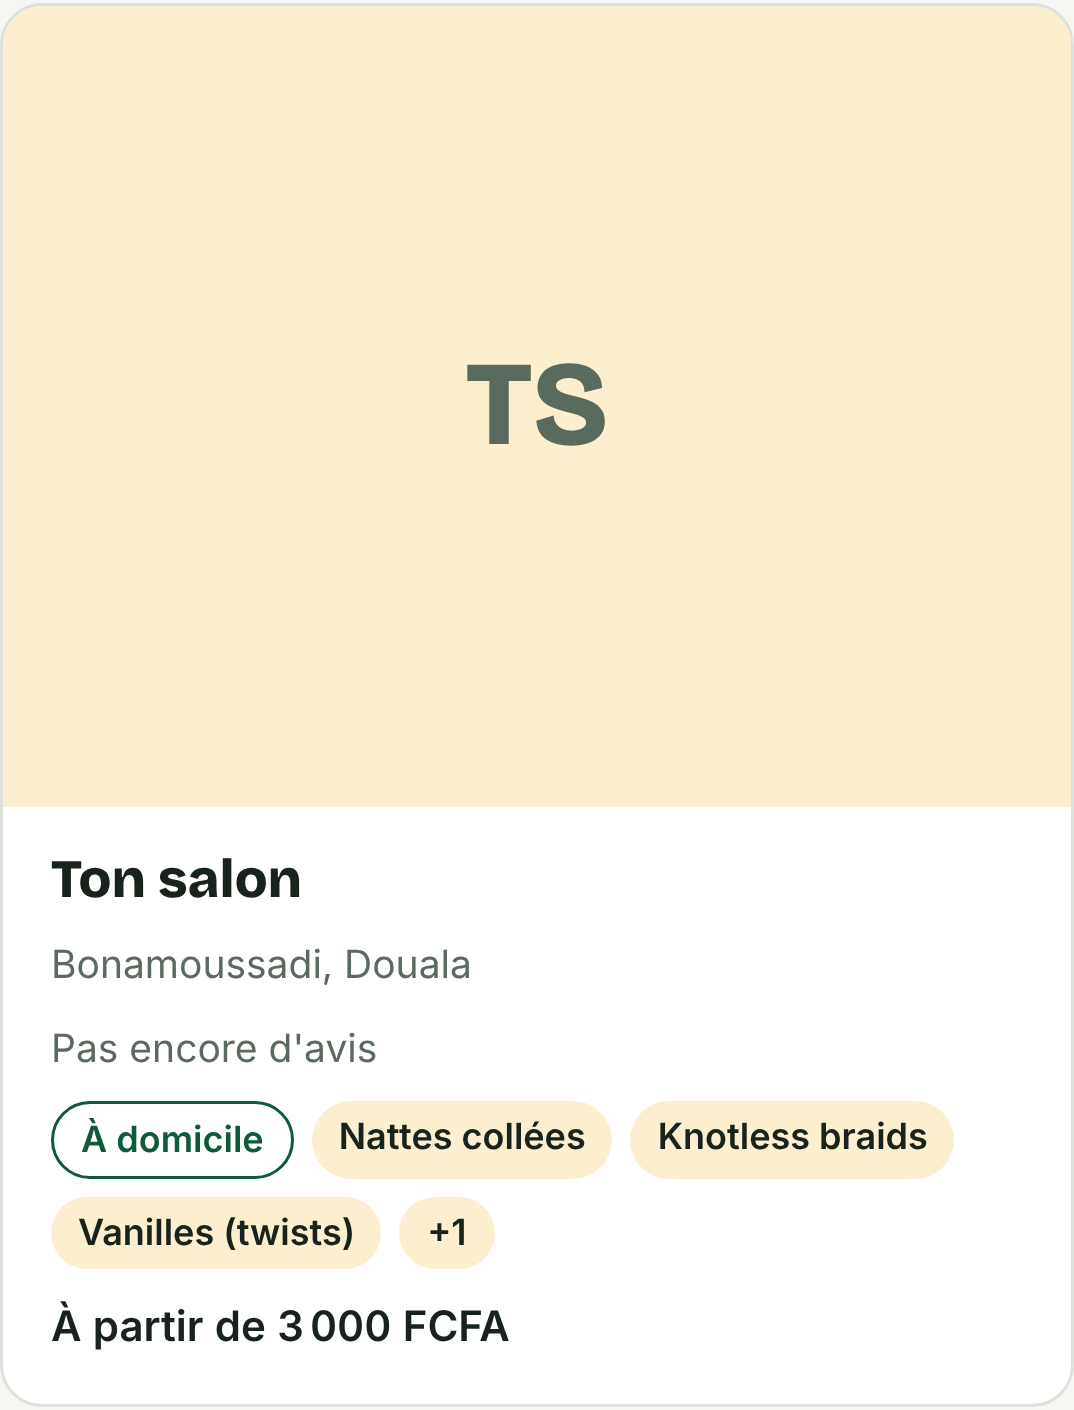 TS
Ton salon
Bonamoussadi, Douala
Pas encore d'avis
À domicile Nattes collées Knotless braids
Vanilles (twists) +1
À partir de 3 000 FCFA